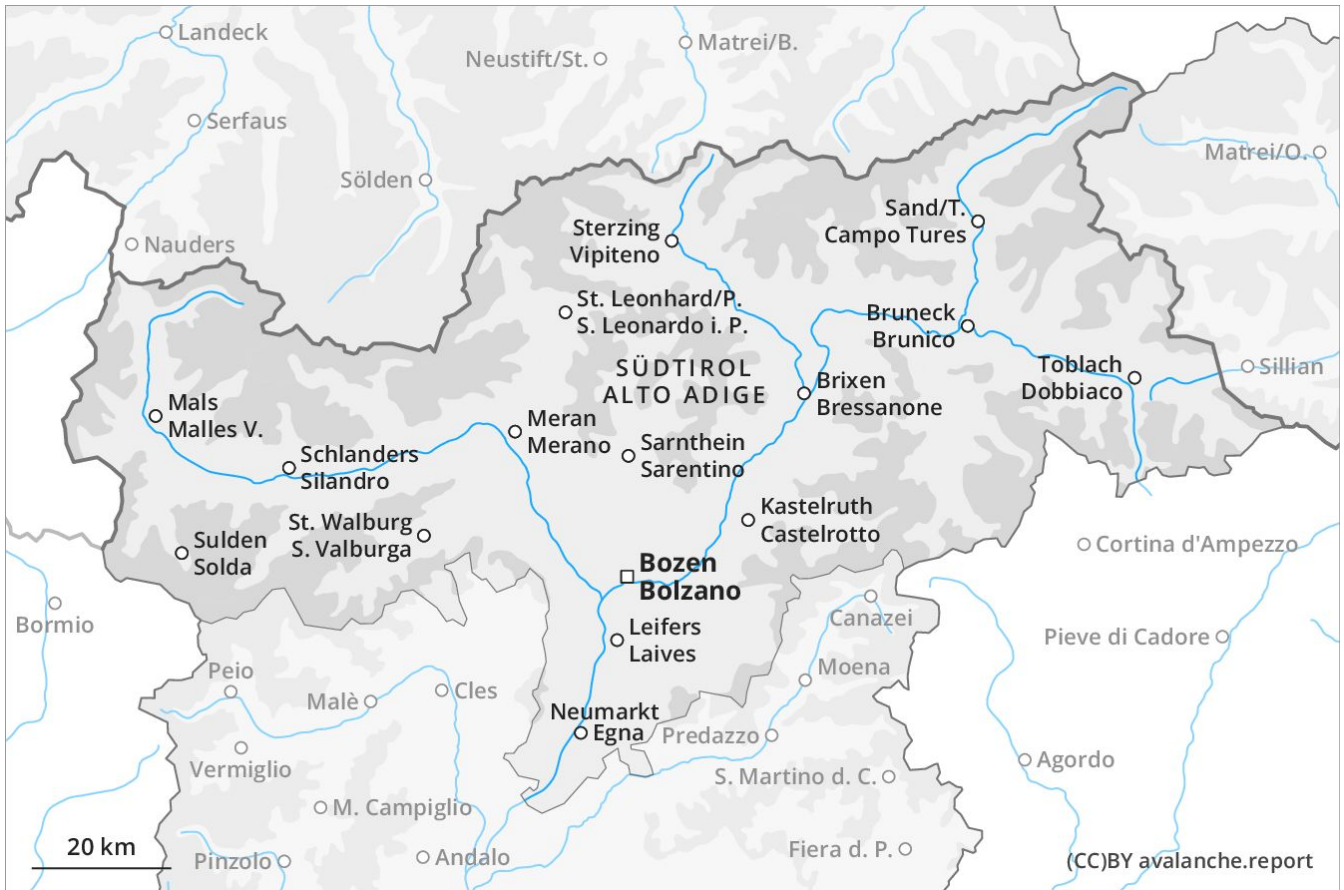 Landeck
Neustift/St.
Matrei/B.
Serfaus
Matrei/O.
Sölden
Nauders
Sterzing
Vipiteno
Sand/T.
Campo Tures
St. Leonhard/P.
S. Leonardo i. P.
Bruneck
Brunico
SÜDTIROL
ALTO ADIGE
Toblach
Dobbiaco
Sillian
Brixen
Bressanone
Mals
Malles V.
Meran
Merano
Sarnthein
Sarentino
Schlanders
Silandro
St. Walburg
S. Valburga
Kastelruth
Castelrotto
Sulden
Solda
Cortina d'Ampezzo
Bozen
Bolzano
Bormio
Canazei
Leifers
Laives
Pieve di Cadore
Peio
Moena
Malè
Cles
Neumarkt
Egna
Predazzo
Vermiglio
S. Martino d. C.
Agordo
M. Campiglio
20 km
Pinzolo
Andalo
Fiera d. P.
(CC)BY avalanche.report